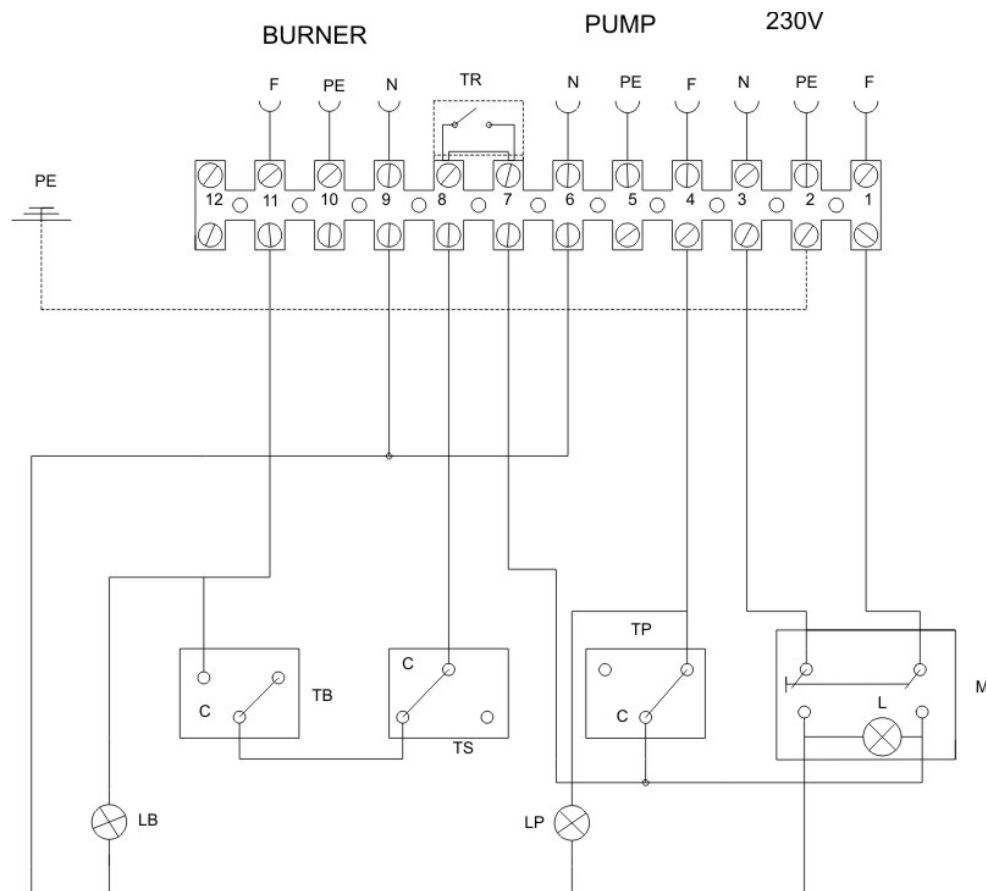 BURNER PUMP 230V
F PE N TR N PE F N PE F
PE
12 11 10 9 8 7 6 5 4 3 2 1
TP
C L M
C TB C
TS
LB LP